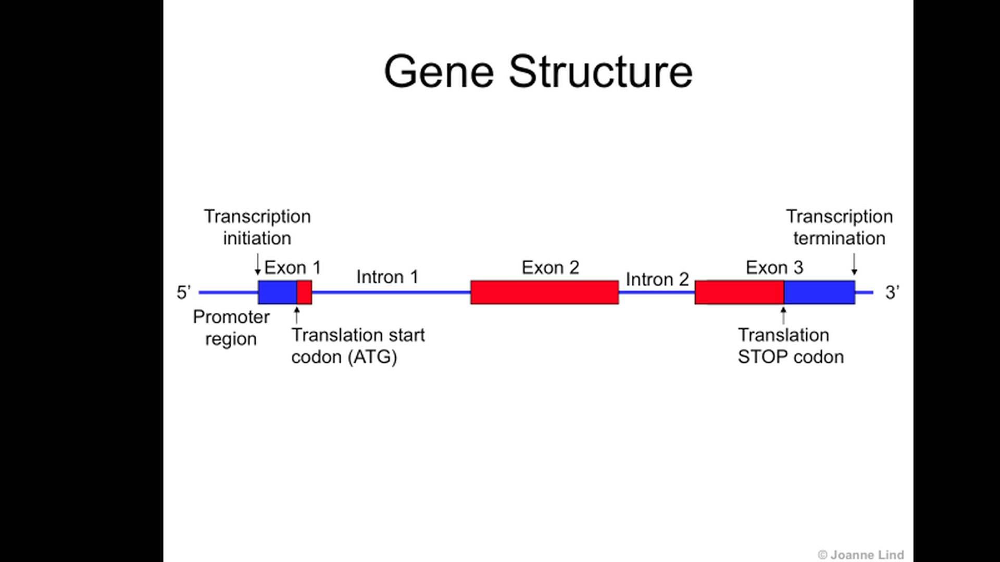 Gene Structure
Transcription
initiation
Transcription
termination
Exon 1
Intron 1
Exon 2
Intron 2
Exon 3
5’
3’
Promoter
region
Translation start
codon (ATG)
Translation
STOP codon
© Joanne Lind